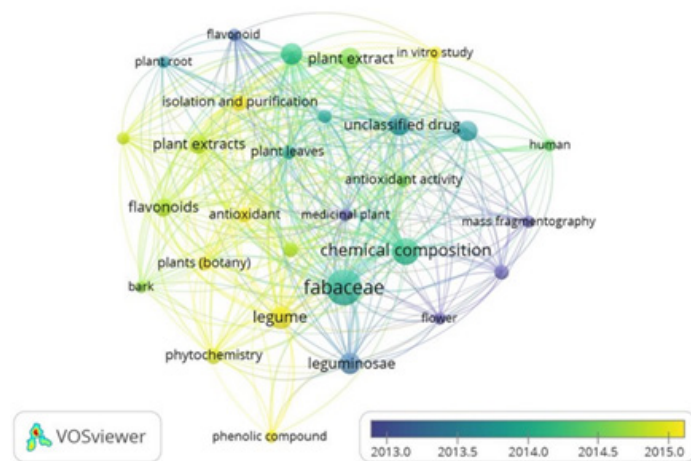 flavonoid
in vitro study
plant root
plant extract
isolation and purification
unclassified drug
plant extracts
plant leaves
human
antioxidant activity
flavonoids
antioxidant
medicinal plant
mass fragmentography
chemical composition
plants (botany)
bark
fabaceae
legume
flower
phytochemistry
leguminosae
phenolic compound
VOSviewer
2013.0 2013.5 2014.0 2014.5 2015.0